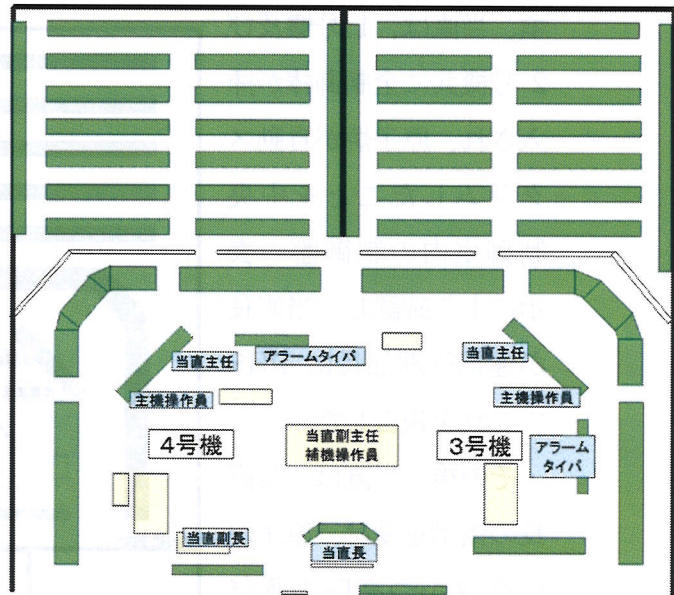 当直主任
アラームタイパ
当直主任
主機操作員
主機操作員
4号機
当直副主任
補機操作員
3号機
アラーム
タイパ
当直副長
当直長